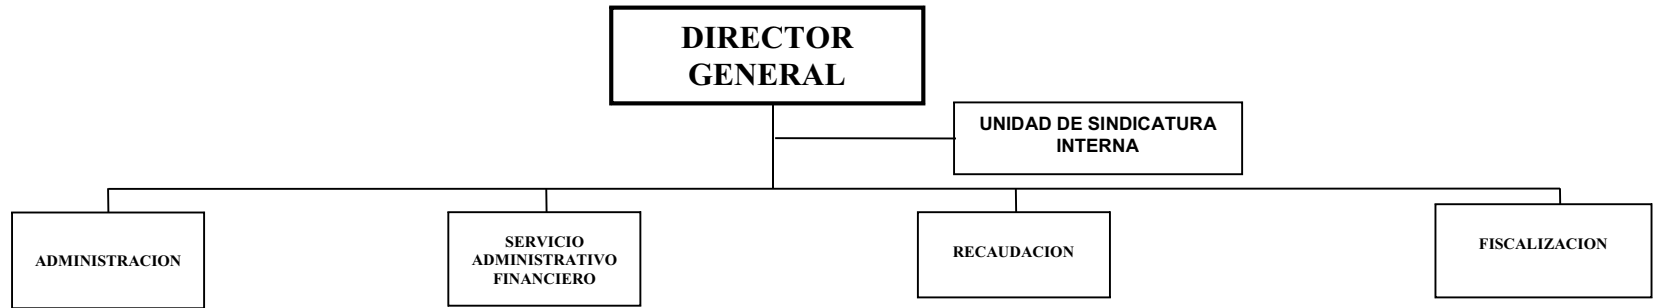 DIRECTOR
GENERAL
UNIDAD DE SINDICATURA
INTERNA
ADMINISTRACION
SERVICIO
ADMINISTRATIVO
FINANCIERO
RECAUDACION
FISCALIZACION